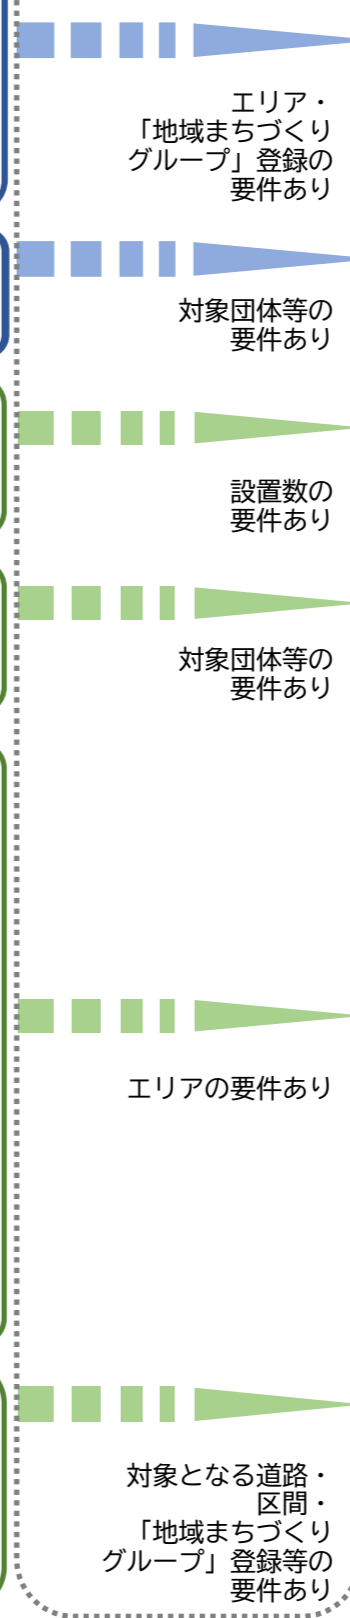 エリア・
「地域まちづくり
グループ」登録の
要件あり
対象団体等の
要件あり
設置数の
要件あり
対象団体等の
要件あり
エリアの要件あり
対象となる道路・
区間・
「地域まちづくり
グループ」登録等の
要件あり